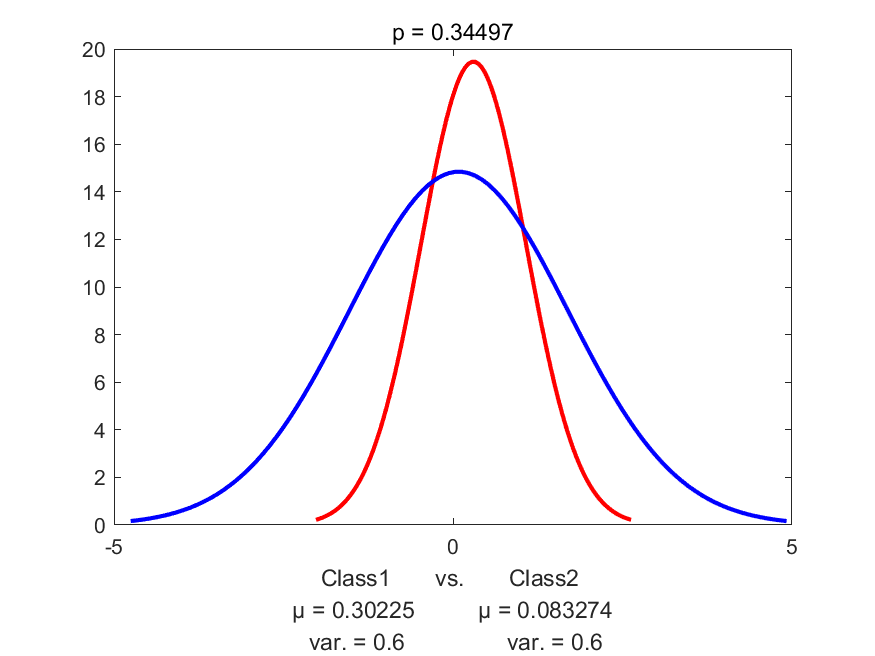 p = 0.34497
20
18
16
14
12
10
8
6
4
2
0
-5 0 5
Class1 vs. Class2
μ = 0.30225 μ = 0.083274
var. = 0.6 var. = 0.6